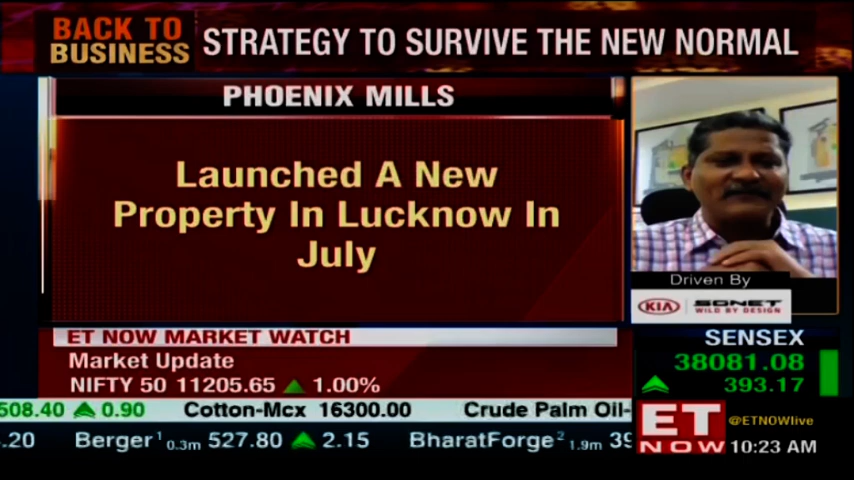 BACK TO
BUSINESS
STRATEGY TO SURVIVE THE NEW NORMAL
PHOENIX MILLS
Launched A New
Property In Lucknow In
July
Driven By
KIA SONET
WILD BY DESIGN
ET NOW MARKET WATCH
Market Update
NIFTY 50 11205.65 ▲ 1.00%
SENSEX
38081.08
393.17
508.40 ▲ 0.90 Cotton-Mcx 16300.00 Crude Palm Oil-
.20 Berger¹ 0.3m 527.80 ▲ 2.15 BharatForge² 1.9m 39
ET
NOW
@ETNOWlive
10:23 AM